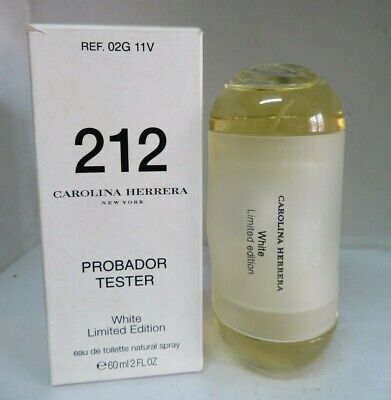 REF. 02G 11V
212
CAROLINA HERRERA
NEW YORK
PROBADOR
TESTER
White
Limited Edition
eau de toilette natural spray
℮60 ml 2 FL.OZ
CAROLINA HERRERA
White
Limited edition